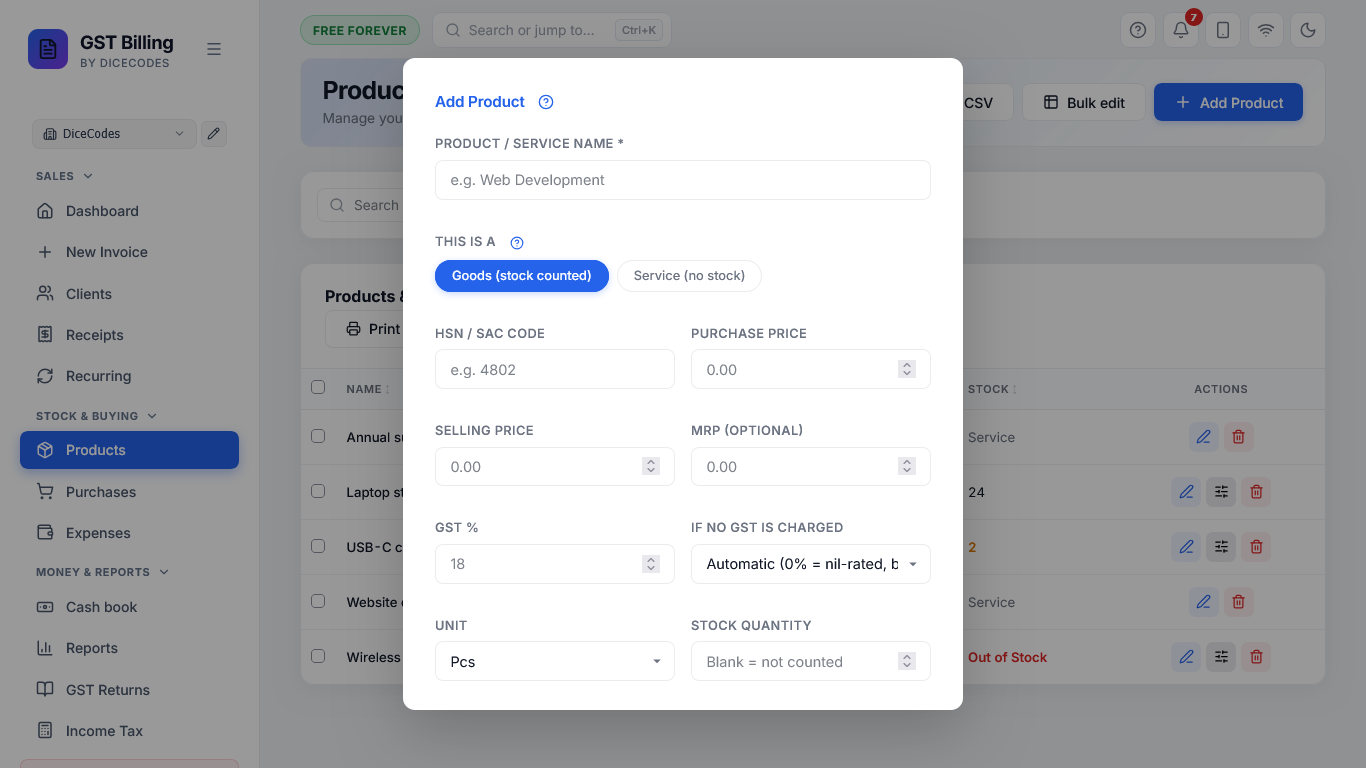 GST Billing
BY DICECODES
DiceCodes
SALES
Dashboard
New Invoice
Clients
Receipts
Recurring
STOCK & BUYING
Products
Purchases
Expenses
MONEY & REPORTS
Cash book
Reports
GST Returns
Income Tax
FREE FOREVER
Search or jump to...
Ctrl+K
7
Produc
Manage you
CSV
Bulk edit
Add Product
Search
Products &
Print
NAME
STOCK
ACTIONS
Annual su
Service
Laptop st
24
USB-C c
2
Website
Service
Wireless
Out of Stock
Add Product
PRODUCT / SERVICE NAME *
e.g. Web Development
THIS IS A
Goods (stock counted)
Service (no stock)
HSN / SAC CODE
PURCHASE PRICE
e.g. 4802
0.00
SELLING PRICE
MRP (OPTIONAL)
0.00
0.00
GST %
IF NO GST IS CHARGED
18
Automatic (0% = nil-rated, b
UNIT
STOCK QUANTITY
Pcs
Blank = not counted